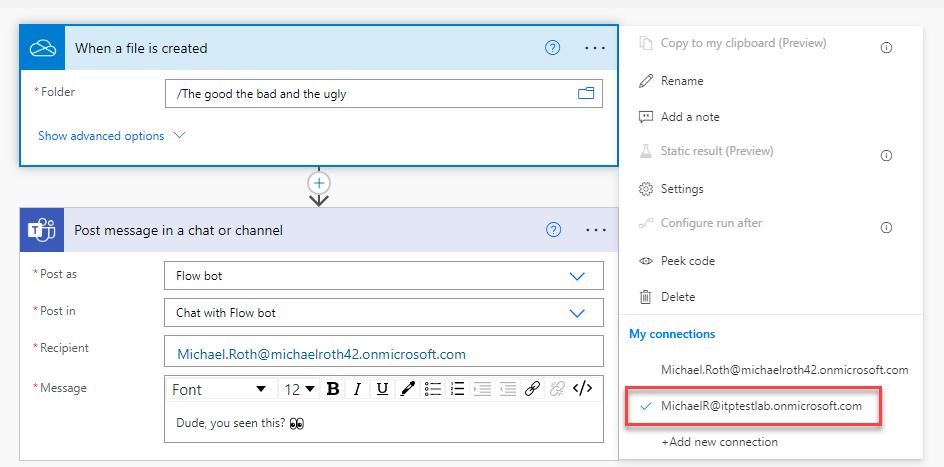 When a file is created
?
* Folder
/The good the bad and the ugly
Show advanced options
Post message in a chat or channel
?
* Post as
Flow bot
* Post in
Chat with Flow bot
* Recipient
Michael.Roth@michaelroth42.onmicrosoft.com
* Message
Font 12 B I U </>
Dude, you seen this? 👀
Copy to my clipboard (Preview)
Rename
Add a note
Static result (Preview)
Settings
Configure run after
Peek code
Delete
My connections
Michael.Roth@michaelroth42.onmicrosoft.com
MichaelR@itptestlab.onmicrosoft.com
+Add new connection